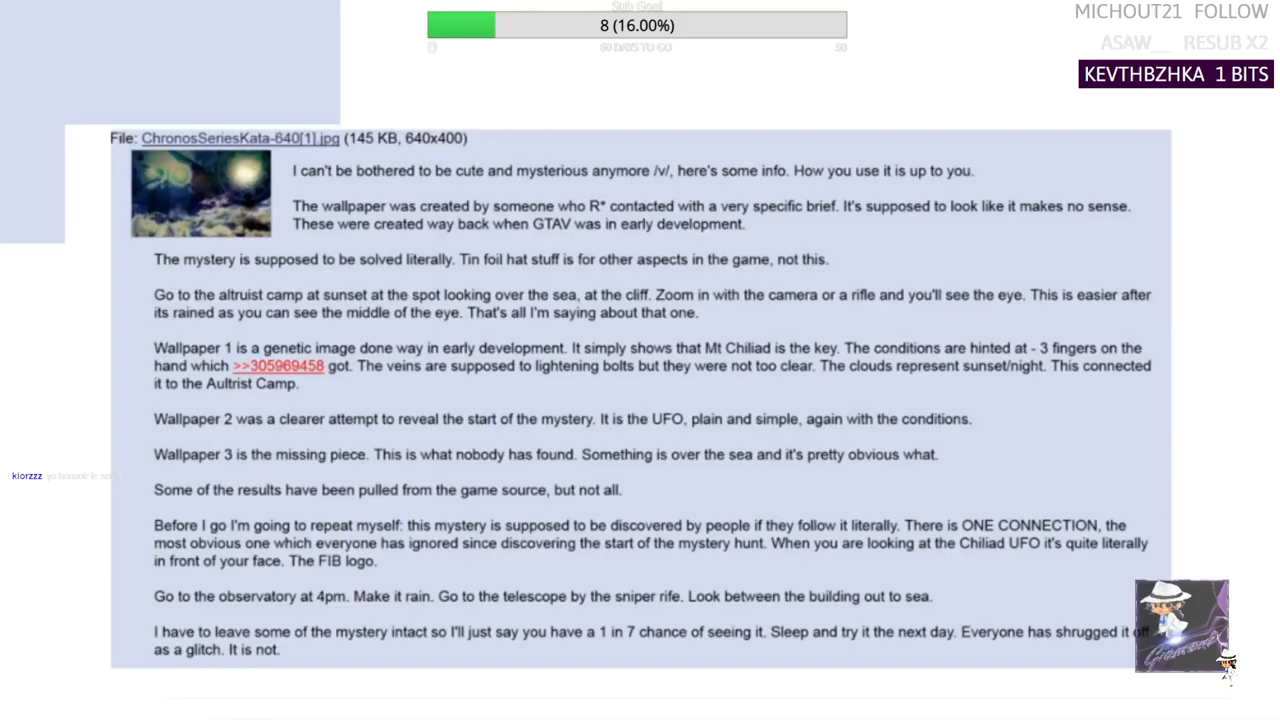 Sub Goal
8 (16.00%)
0
60 DAYS TO GO
50
MICHOUT21 FOLLOW
ASAW__ RESUB X2
KEVTHBZHKA 1 BITS
File: ChronosSeriesKata-640[1].jpg (145 KB, 640x400)
I can't be bothered to be cute and mysterious anymore /v/, here's some info. How you use it is up to you.
The wallpaper was created by someone who R* contacted with a very specific brief. It's supposed to look like it makes no sense.
These were created way back when GTAV was in early development.
The mystery is supposed to be solved literally. Tin foil hat stuff is for other aspects in the game, not this.
Go to the altruist camp at sunset at the spot looking over the sea, at the cliff. Zoom in with the camera or a rifle and you'll see the eye. This is easier after
its rained as you can see the middle of the eye. That's all I'm saying about that one.
Wallpaper 1 is a genetic image done way in early development. It simply shows that Mt Chiliad is the key. The conditions are hinted at - 3 fingers on the
hand which >>305969458 got. The veins are supposed to lightening bolts but they were not too clear. The clouds represent sunset/night. This connected
it to the Aultrist Camp.
Wallpaper 2 was a clearer attempt to reveal the start of the mystery. It is the UFO, plain and simple, again with the conditions.
Wallpaper 3 is the missing piece. This is what nobody has found. Something is over the sea and it's pretty obvious what.
kiorzzz
Some of the results have been pulled from the game source, but not all.
Before I go I'm going to repeat myself: this mystery is supposed to be discovered by people if they follow it literally. There is ONE CONNECTION, the
most obvious one which everyone has ignored since discovering the start of the mystery hunt. When you are looking at the Chiliad UFO it's quite literally
in front of your face. The FIB logo.
Go to the observatory at 4pm. Make it rain. Go to the telescope by the sniper rife. Look between the building out to sea.
I have to leave some of the mystery intact so I'll just say you have a 1 in 7 chance of seeing it. Sleep and try it the next day. Everyone has shrugged it off
as a glitch. It is not.